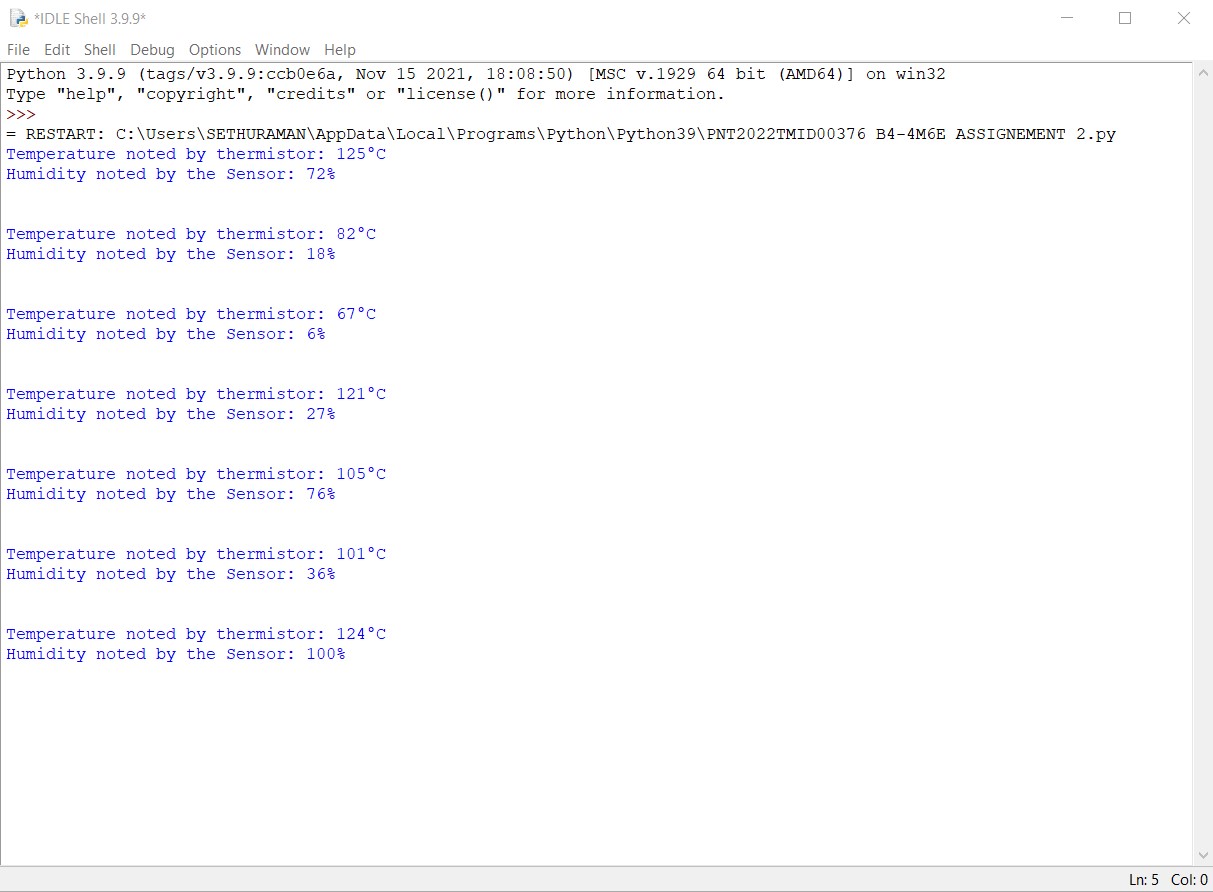 *IDLE Shell 3.9.9*
File Edit Shell Debug Options Window Help
Python 3.9.9 (tags/v3.9.9:ccb0e6a, Nov 15 2021, 18:08:50) [MSC v.1929 64 bit (AMD64)] on win32
Type "help", "copyright", "credits" or "license()" for more information.
>>>
= RESTART: C:\Users\SETHURAMAN\AppData\Local\Programs\Python\Python39\PNT2022TMID00376 B4-4M6E ASSIGNEMENT 2.py
Temperature noted by thermistor: 125°C
Humidity noted by the Sensor: 72%
Temperature noted by thermistor: 82°C
Humidity noted by the Sensor: 18%
Temperature noted by thermistor: 67°C
Humidity noted by the Sensor: 6%
Temperature noted by thermistor: 121°C
Humidity noted by the Sensor: 27%
Temperature noted by thermistor: 105°C
Humidity noted by the Sensor: 76%
Temperature noted by thermistor: 101°C
Humidity noted by the Sensor: 36%
Temperature noted by thermistor: 124°C
Humidity noted by the Sensor: 100%
Ln: 5 Col: 0